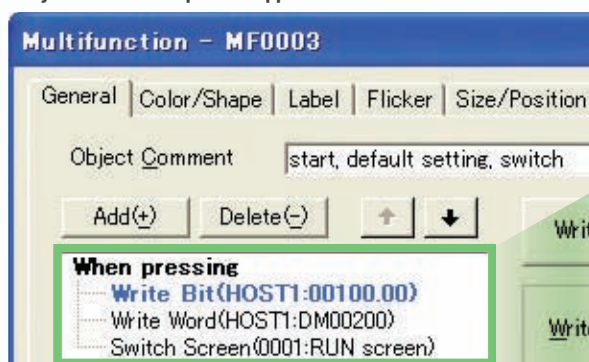 Multifunction - MF0003
General Color/Shape Label Flicker Size/Position
Object Comment start, default setting, switch
Add(+) Delete(-)
When pressing
Write Bit(HOST1:00100.00)
Write Word(HOST1:DM00200)
Switch Screen(0001:RUN screen)